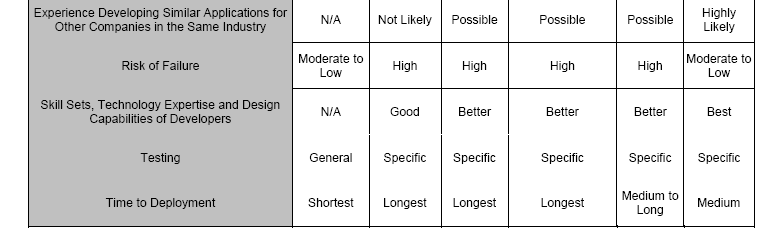 Experience Developing Similar Applications for
Other Companies in the Same Industry
N/A
Not Likely
Possible
Possible
Possible
Highly
Likely
Risk of Failure
Moderate to
Low
High
High
High
High
Moderate to
Low
Skill Sets, Technology Expertise and Design
Capabilities of Developers
N/A
Good
Better
Better
Better
Best
Testing
General
Specific
Specific
Specific
Specific
Specific
Time to Deployment
Shortest
Longest
Longest
Longest
Medium to
Long
Medium